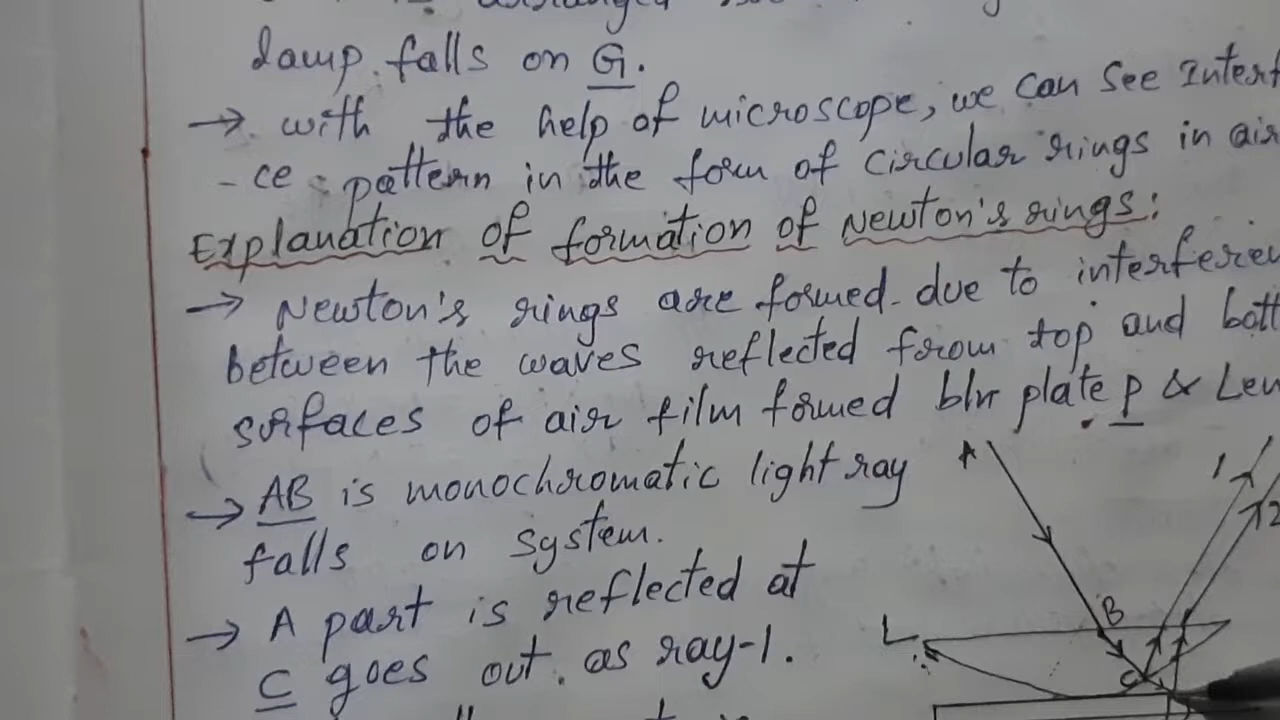 lamp falls on G.
→ with the help of microscope, we can see Interf
-ce pattern in the form of circular rings in air
Explanation of formation of Newton's rings:
→ Newton's rings are formed due to interferen
between the waves reflected from top and bott
surfaces of air film formed b/w plate P & Len
→ AB is monochromatic light ray
falls on system.
→ A part is reflected at
C goes out as ray-1.
A
1
2
B
L
C